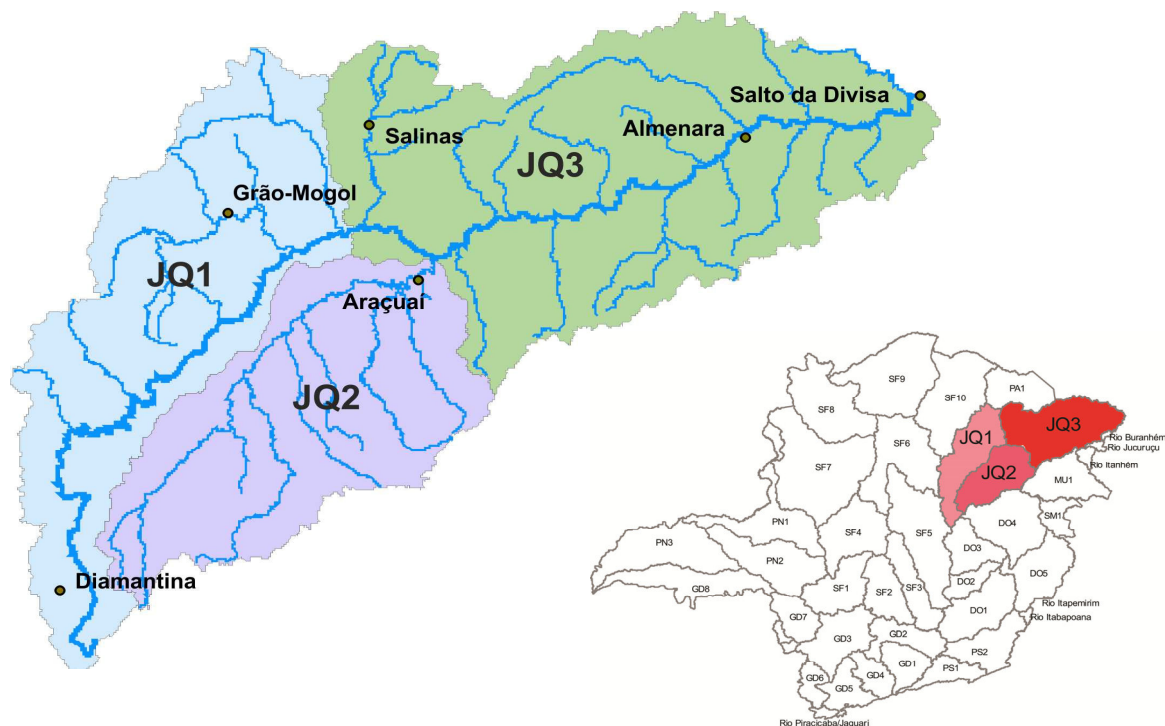 Salto da Divisa
Almenara
Salinas
JQ3
Grão-Mogol
JQ1
Araçuaí
JQ2
Diamantina
SF9
PA1
SF10
SF8
JQ3
JQ1
Rio Buranhém
Rio Jucuruçu
SF6
Rio Itanhém
SF7
JQ2
MU1
PN1
SF4
SF5
DO4
SM1
PN3
DO3
PN2
DO5
GD8
SF1
SF2
SF3
DO2
Rio Itapemirim
DO1
Rio Itabapoana
GD7
GD3
GD2
PS2
GD1
PS1
GD6
GD4
GD5
Rio Piracicaba/Jaguari